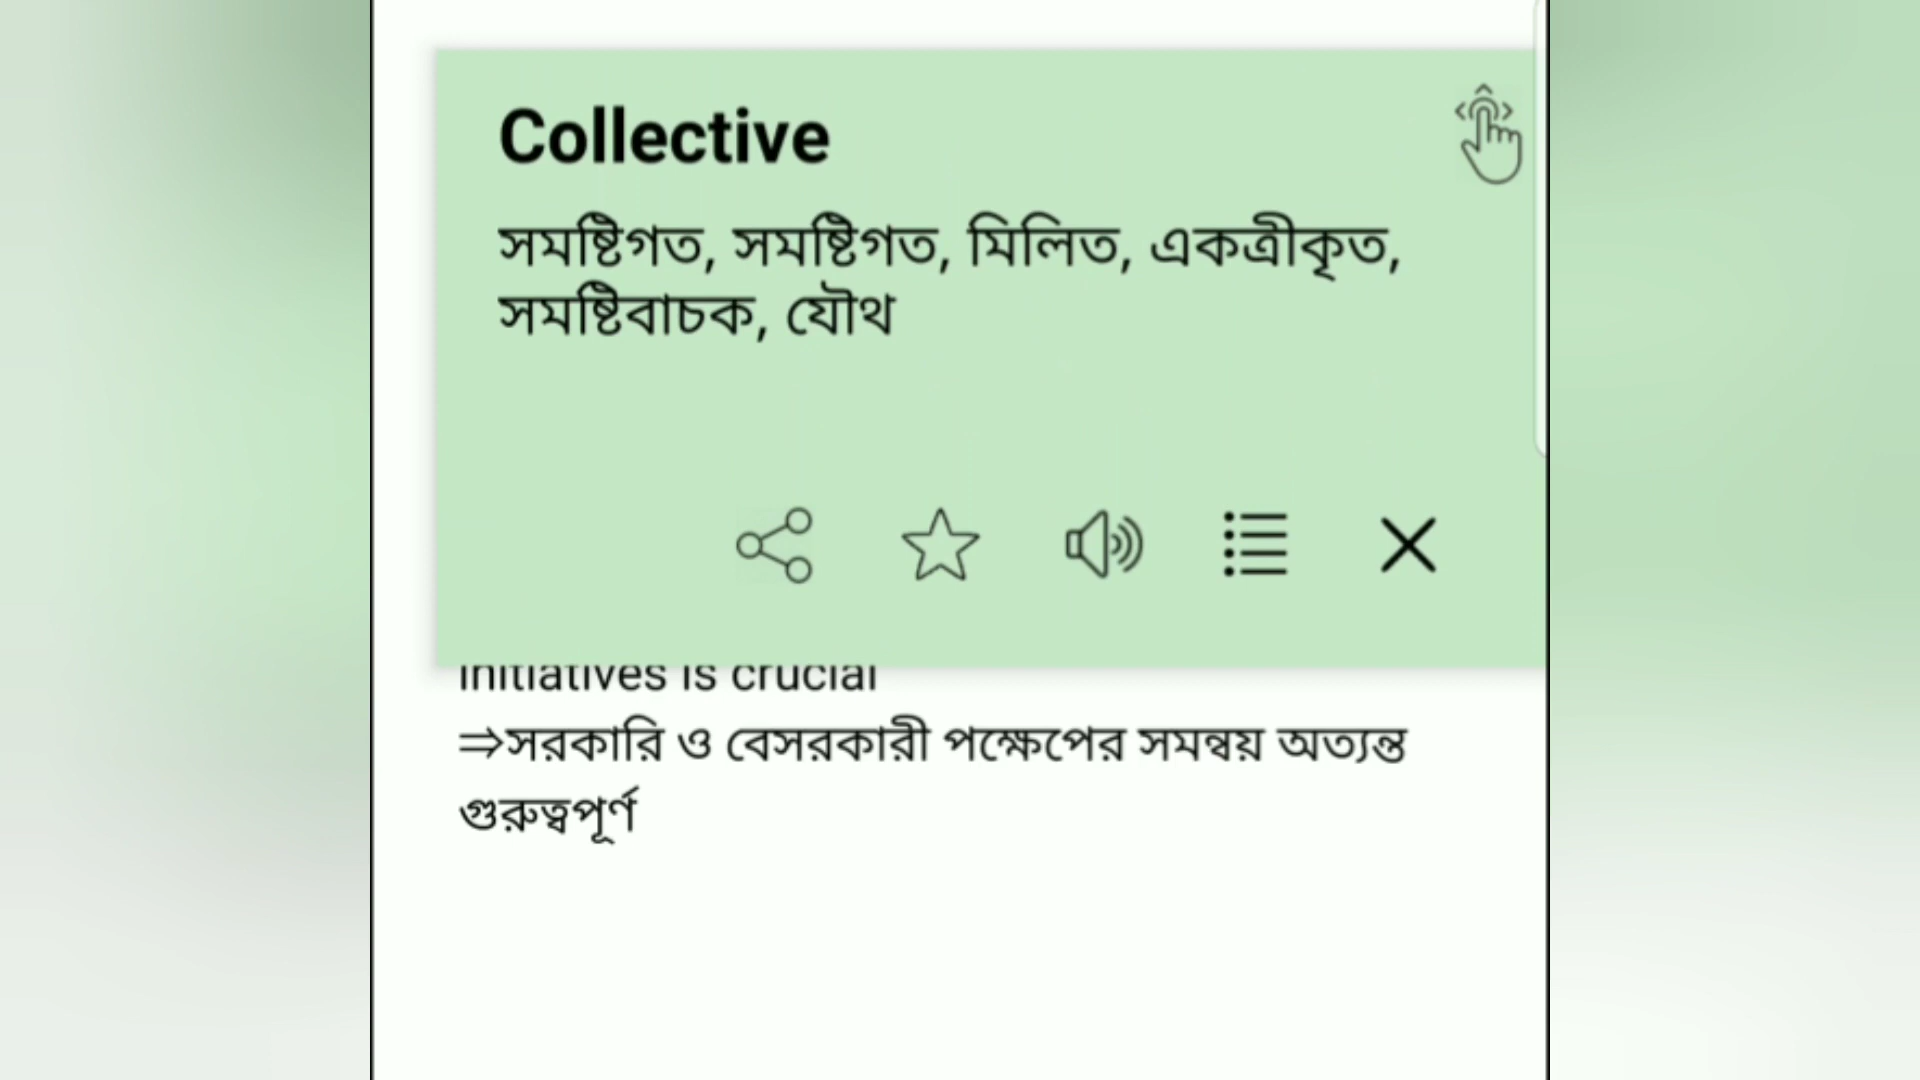 Collective
সমষ্টিগত, সমষ্টিগত, মিলিত, একত্রীকৃত,
সমষ্টিবাচক, যৌথ
initiatives is crucial
⇒সরকারি ও বেসরকারী পক্ষেপের সমন্বয় অত্যন্ত
গুরুত্বপূর্ণ